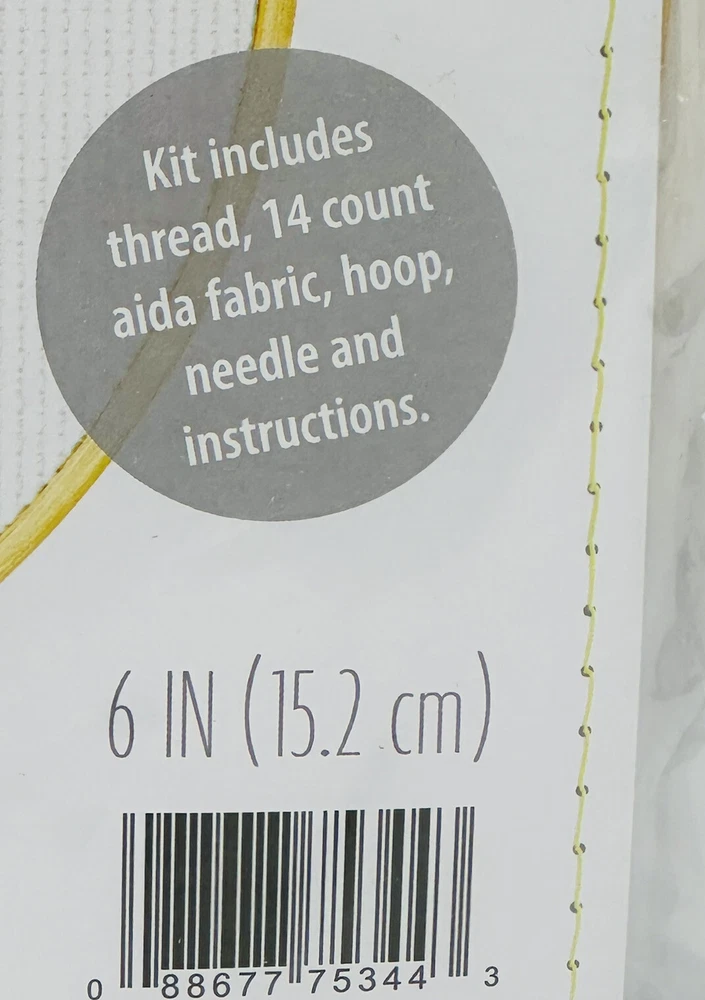 Kit includes
thread, 14 count
aida fabric, hoop,
needle and
instructions.
6 IN (15.2 cm)
0 88677 75344 3